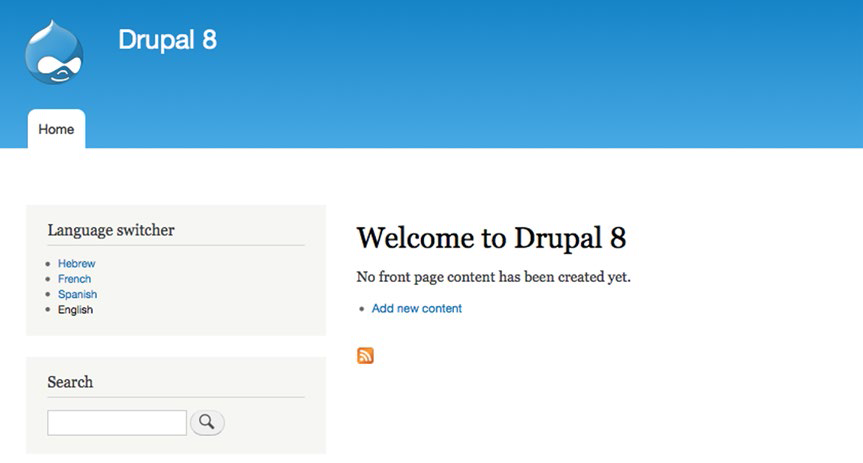 Drupal 8
Home
Language switcher
Hebrew
French
Spanish
English
Search
Welcome to Drupal 8
No front page content has been created yet.
Add new content